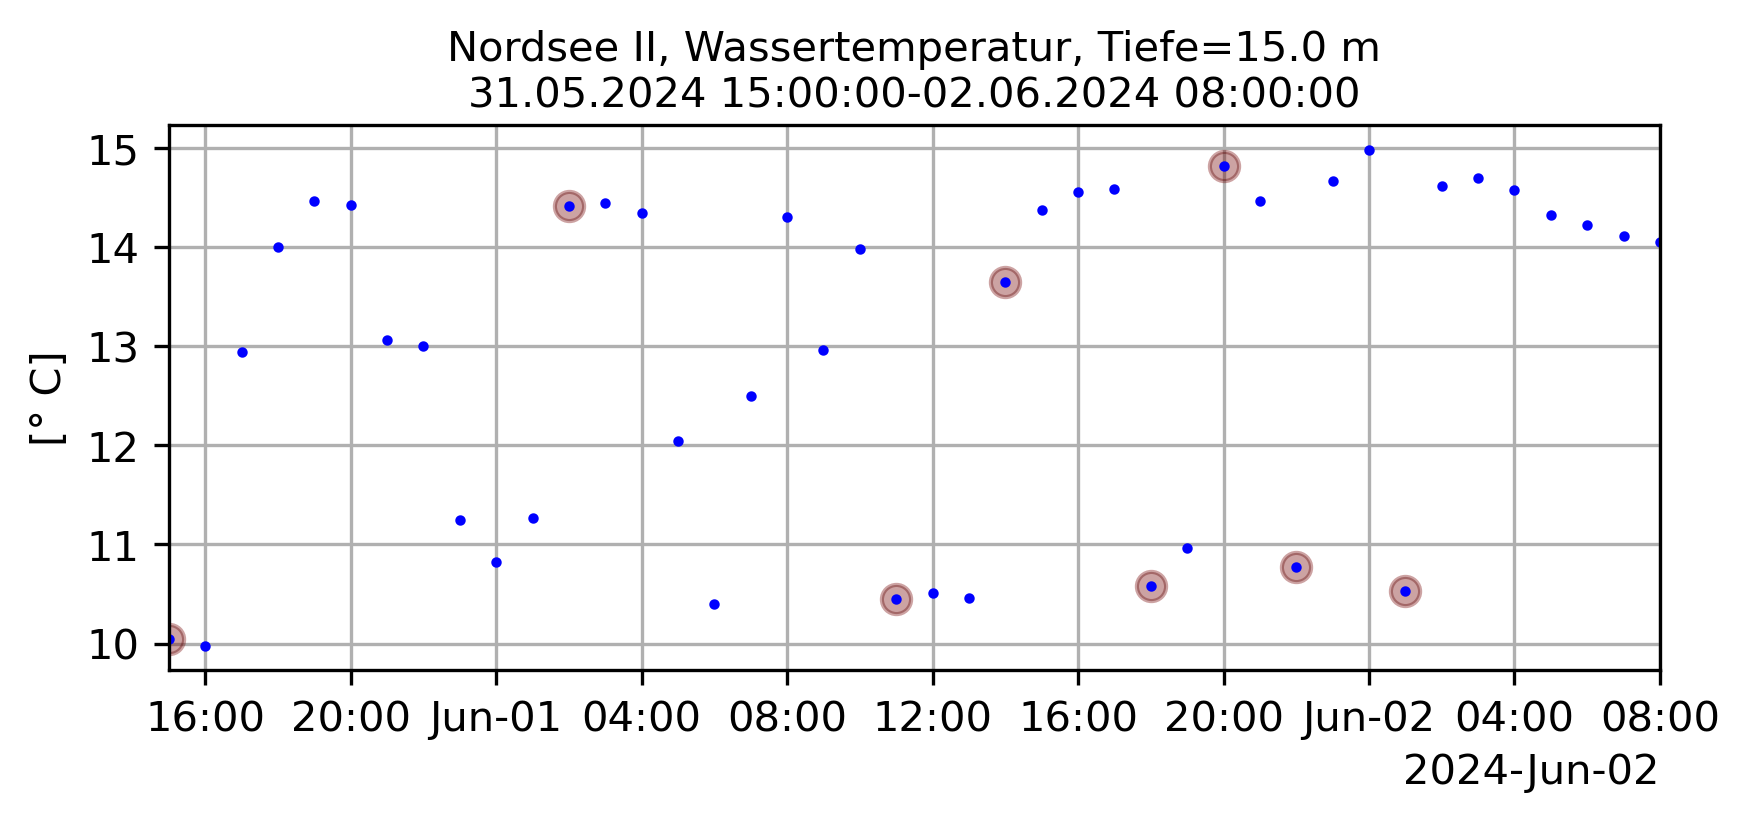 Nordsee II, Wassertemperatur, Tiefe=15.0 m
31.05.2024 15:00:00-02.06.2024 08:00:00
[° C]
15
14
13
12
11
10
16:00 20:00 Jun-01 04:00 08:00 12:00 16:00 20:00 Jun-02 04:00 08:00
2024-Jun-02